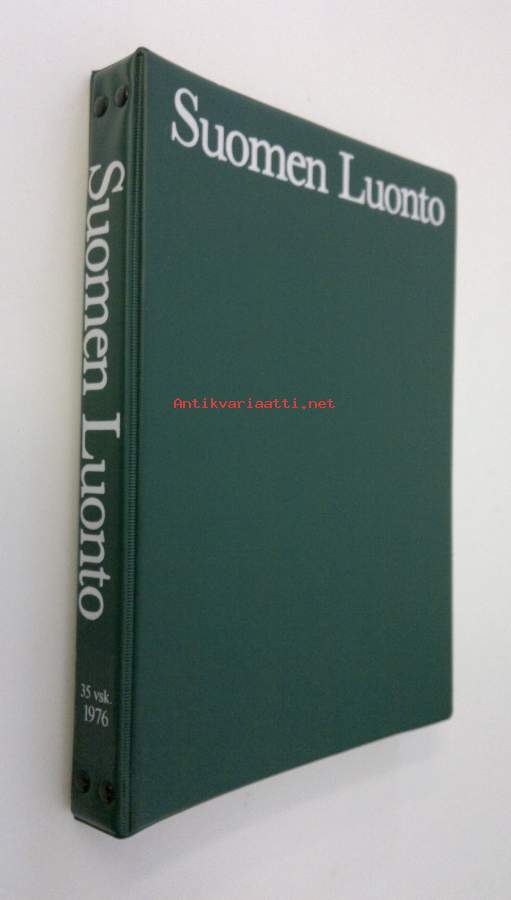 Suomen Luonto
Antikvariaatti.net
Suomen Luonto
35 vsk.
1976